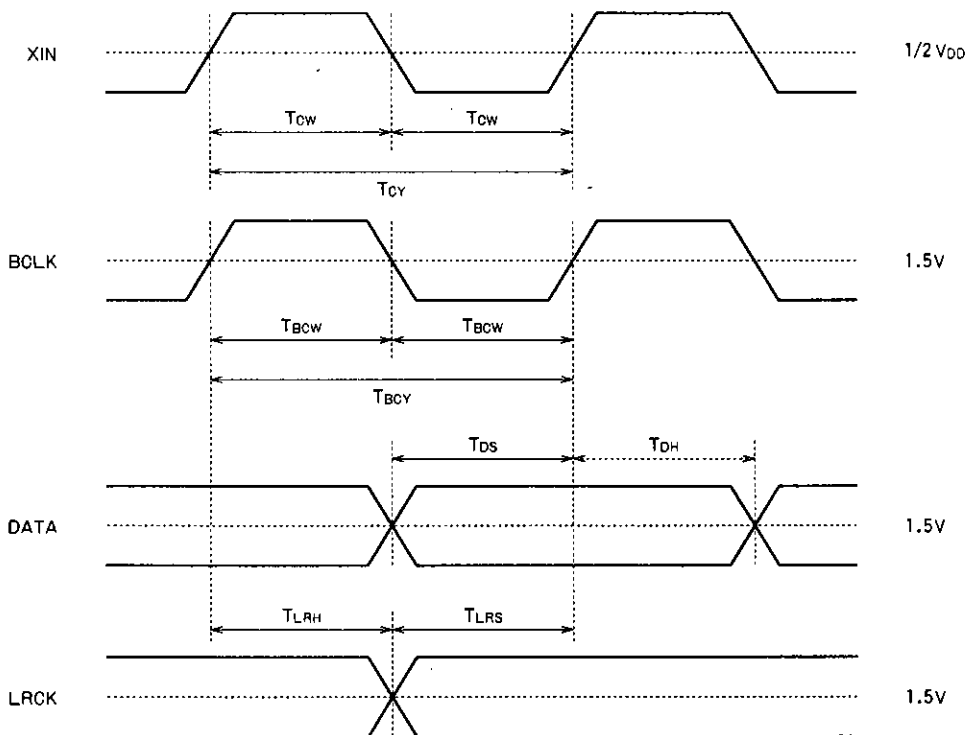 XIN 1/2 VDD
TCW TCW
TCY
BCLK 1.5V
TBCW TBCW
TBCY
TDS TDH
DATA 1.5V
TLRH TLRS
LRCK 1.5V